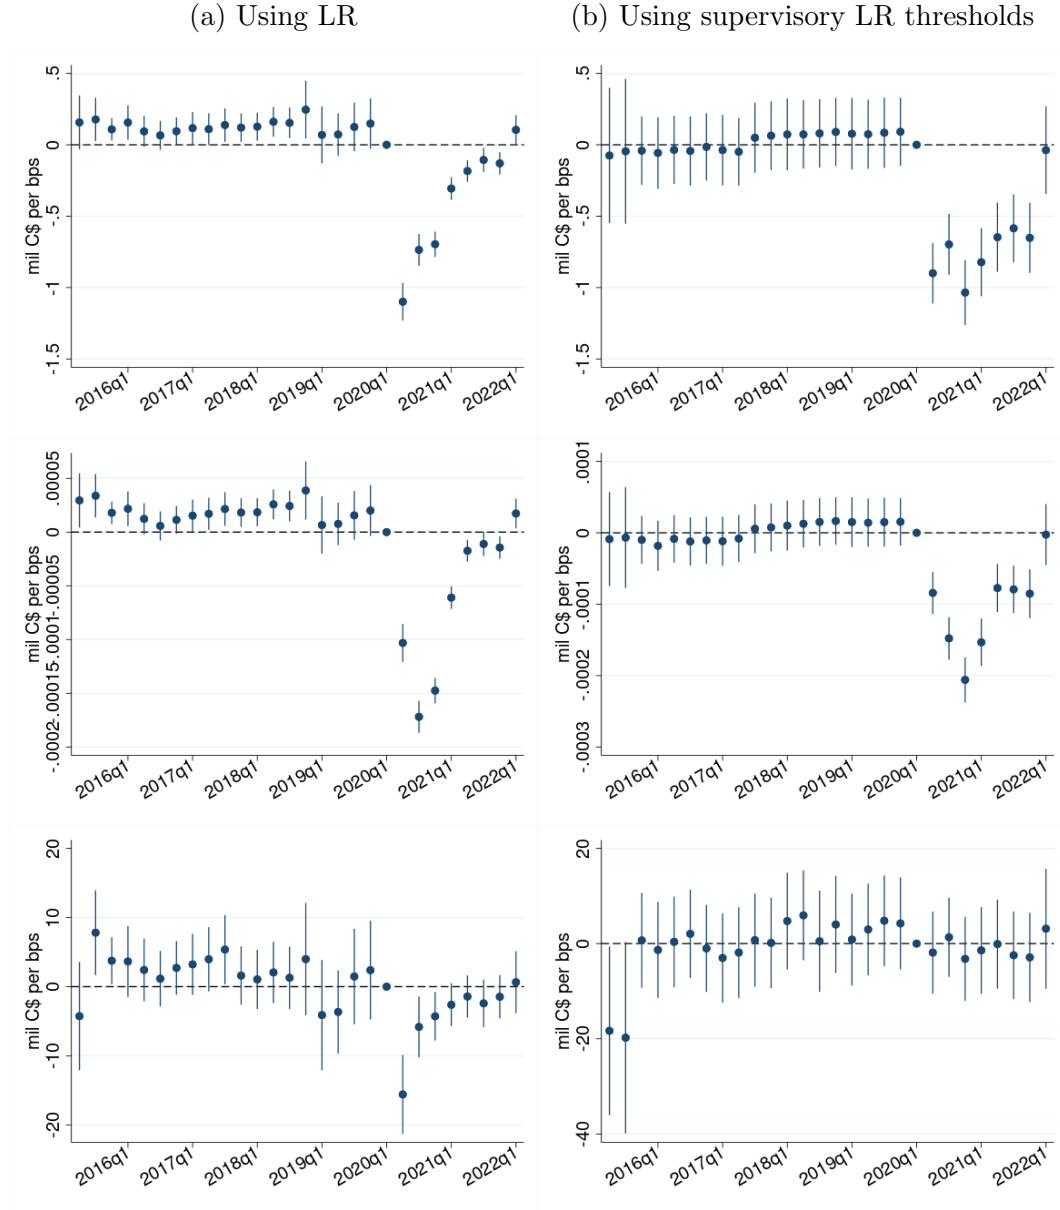 (a) Using LR
(b) Using supervisory LR thresholds
mil C$ per bps
.5
0
-.5
-1
-1.5
2016q1 2017q1 2018q1 2019q1 2020q1 2021q1 2022q1
mil C$ per bps
.5
0
-.5
-1
-1.5
2016q1 2017q1 2018q1 2019q1 2020q1 2021q1 2022q1
mil C$ per bps
.00005
0
-.00005
-.0001
-.00015
-.0002
2016q1 2017q1 2018q1 2019q1 2020q1 2021q1 2022q1
mil C$ per bps
.0001
0
-.0001
-.0002
-.0003
2016q1 2017q1 2018q1 2019q1 2020q1 2021q1 2022q1
mil C$ per bps
20
10
0
-10
-20
2016q1 2017q1 2018q1 2019q1 2020q1 2021q1 2022q1
mil C$ per bps
20
0
-20
-40
2016q1 2017q1 2018q1 2019q1 2020q1 2021q1 2022q1